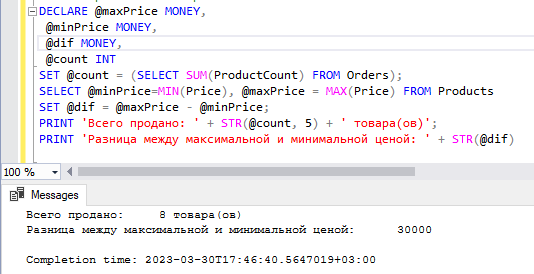 DECLARE @maxPrice MONEY,
@minPrice MONEY,
@dif MONEY,
@count INT
SET @count = (SELECT SUM(ProductCount) FROM Orders);
SELECT @minPrice=MIN(Price), @maxPrice = MAX(Price) FROM Products
SET @dif = @maxPrice - @minPrice;
PRINT 'Всего продано: ' + STR(@count, 5) + ' товара(ов)';
PRINT 'Разница между максимальной и минимальной ценой: ' + STR(@dif)
100 %
Messages
Всего продано:     8 товара(ов)
Разница между максимальной и минимальной ценой:      30000
Completion time: 2023-03-30T17:46:40.5647019+03:00